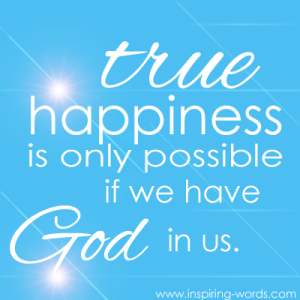 true
happiness
is only possible
if we have
God in us.
www.inspiring-words.com